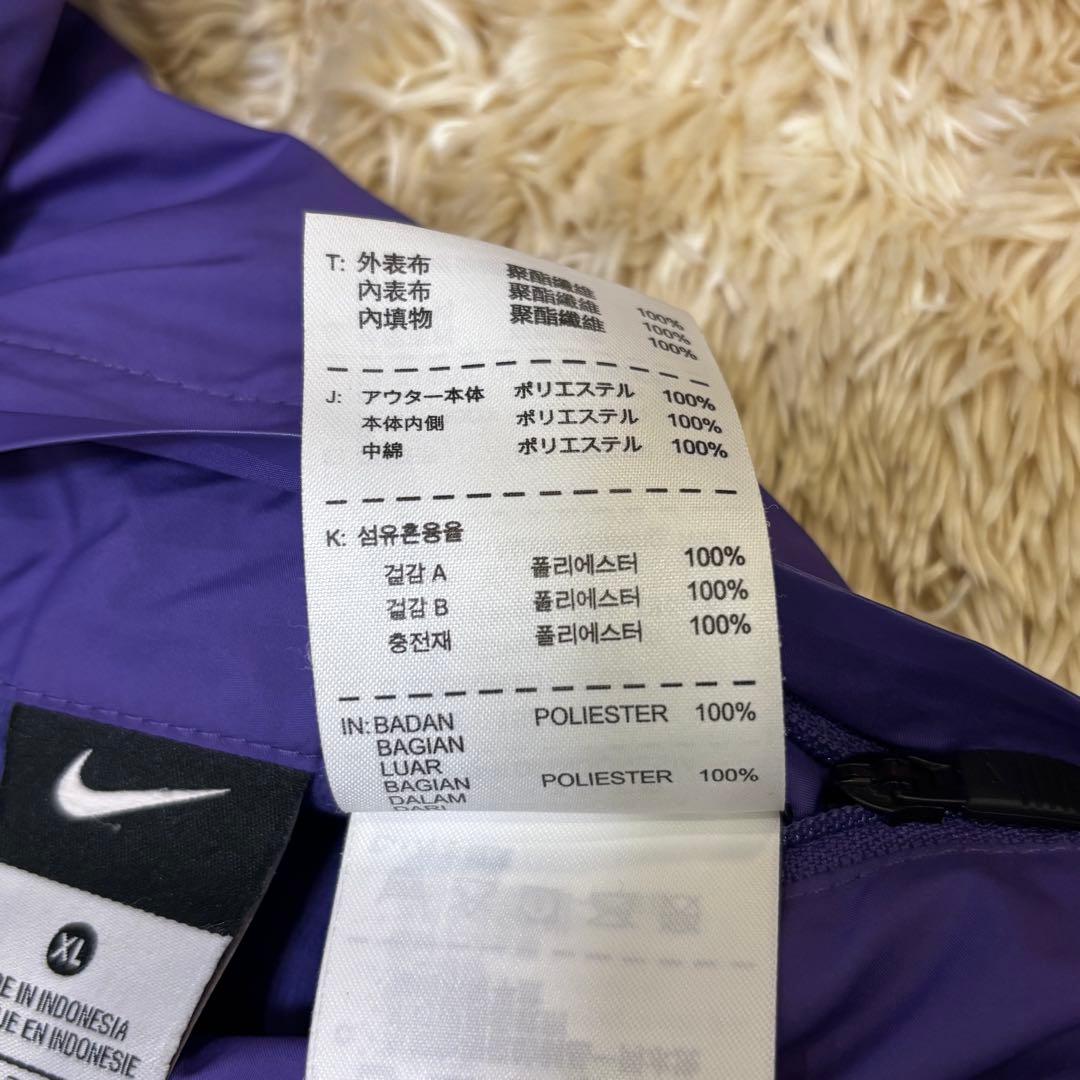 T: 外表布 聚酯纖維 100%
內表布 聚酯纖維 100%
內填物 聚酯纖維 100%
J: アウター本体 ポリエステル 100%
本体内側 ポリエステル 100%
中綿 ポリエステル 100%
K: 섬유혼용율
겉감 A 폴리에스터 100%
겉감 B 폴리에스터 100%
충전재 폴리에스터 100%
IN: BADAN POLIESTER 100%
BAGIAN
LUAR
BAGIAN POLIESTER 100%
DALAM
DARI
XL
IN INDONESIA
EN INDONESIE